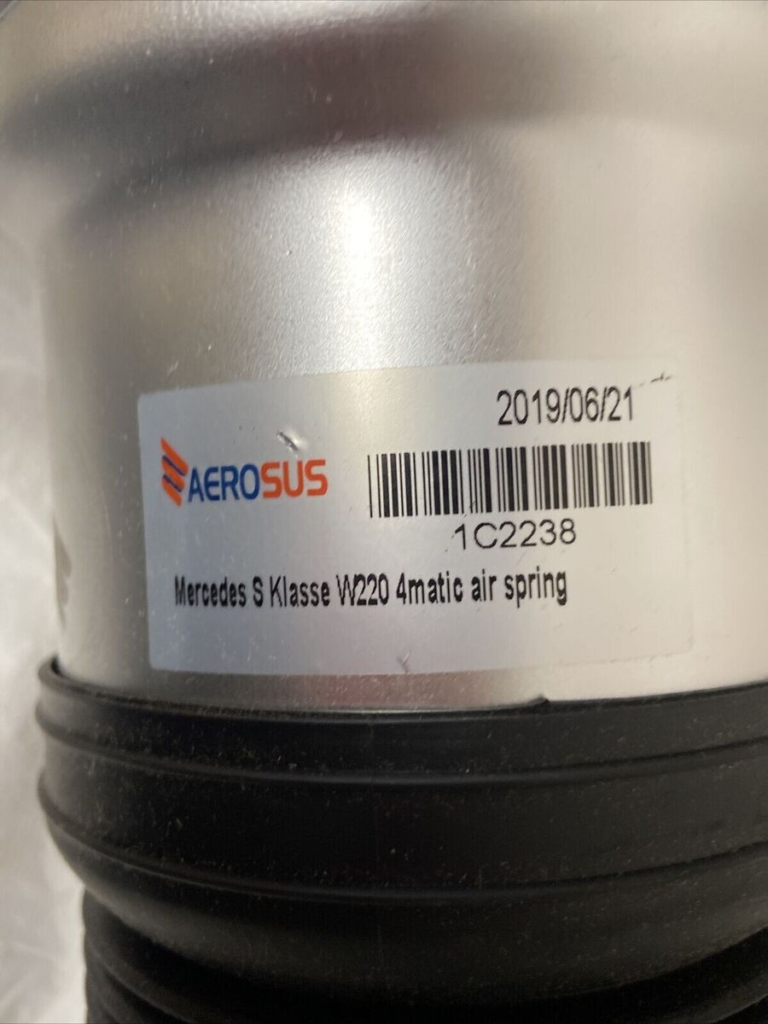 2019/06/21
AEROSUS
1C2238
Mercedes S Klasse W220 4matic air spring